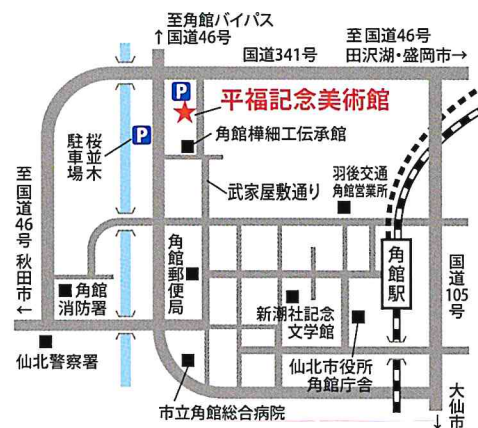 至角館バイパス
国道46号
至 国道46号
田沢湖・盛岡市→
国道341号
P
平福記念美術館
P
桜並木
駐車場
角館樺細工伝承館
武家屋敷通り
羽後交通
角館営業所
至国道46号 秋田市←
角館駅
国道105号
角館
消防署
角館郵便局
新潮社記念
文学館
仙北警察署
仙北市役所
角館庁舎
市立角館総合病院
大仙市
↓